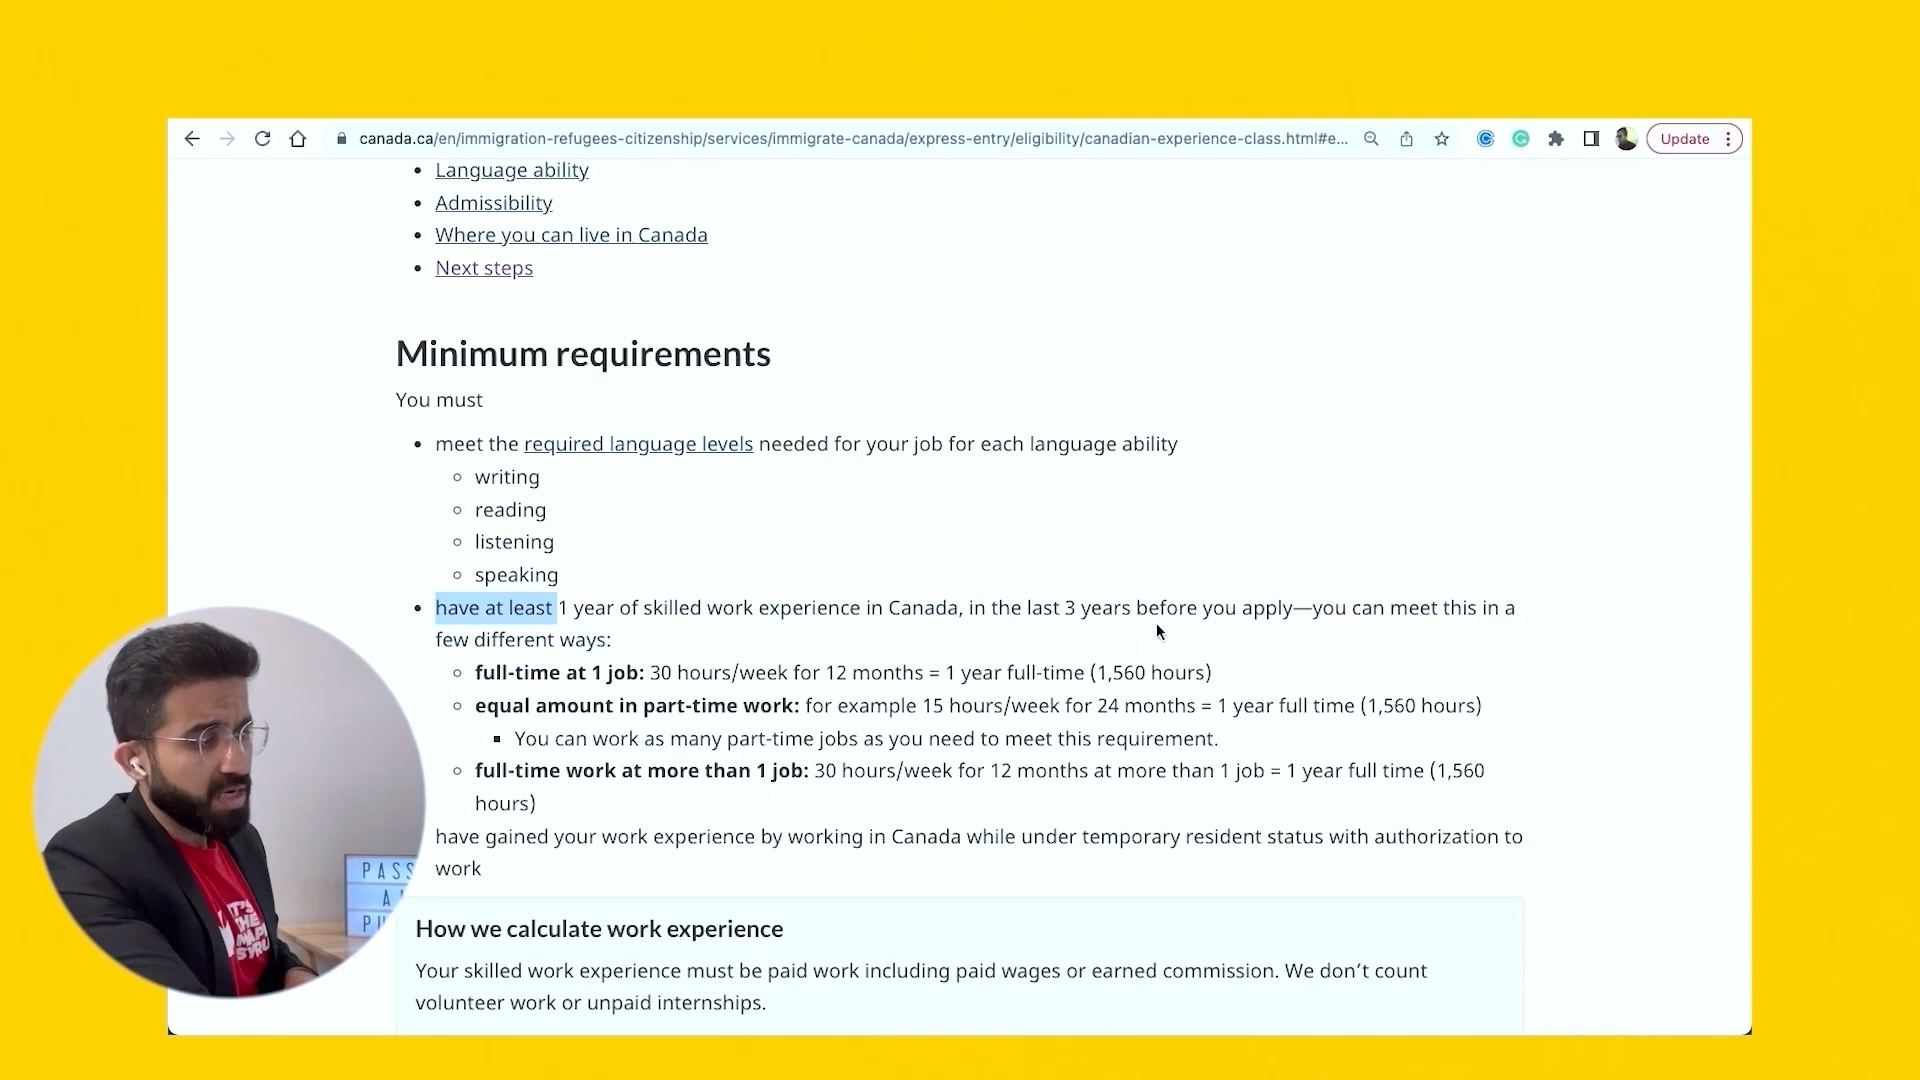 canada.ca/en/immigration-refugees-citizenship/services/immigrate-canada/express-entry/eligibility/canadian-experience-class.html#e...
Update
Language ability
Admissibility
Where you can live in Canada
Next steps
Minimum requirements
You must
meet the required language levels needed for your job for each language ability
writing
reading
listening
speaking
have at least 1 year of skilled work experience in Canada, in the last 3 years before you apply—you can meet this in a
few different ways:
full-time at 1 job: 30 hours/week for 12 months = 1 year full-time (1,560 hours)
equal amount in part-time work: for example 15 hours/week for 24 months = 1 year full time (1,560 hours)
You can work as many part-time jobs as you need to meet this requirement.
full-time work at more than 1 job: 30 hours/week for 12 months at more than 1 job = 1 year full time (1,560
hours)
have gained your work experience by working in Canada while under temporary resident status with authorization to
work
How we calculate work experience
Your skilled work experience must be paid work including paid wages or earned commission. We don't count
volunteer work or unpaid internships.
PASS
A
IT'S
THE